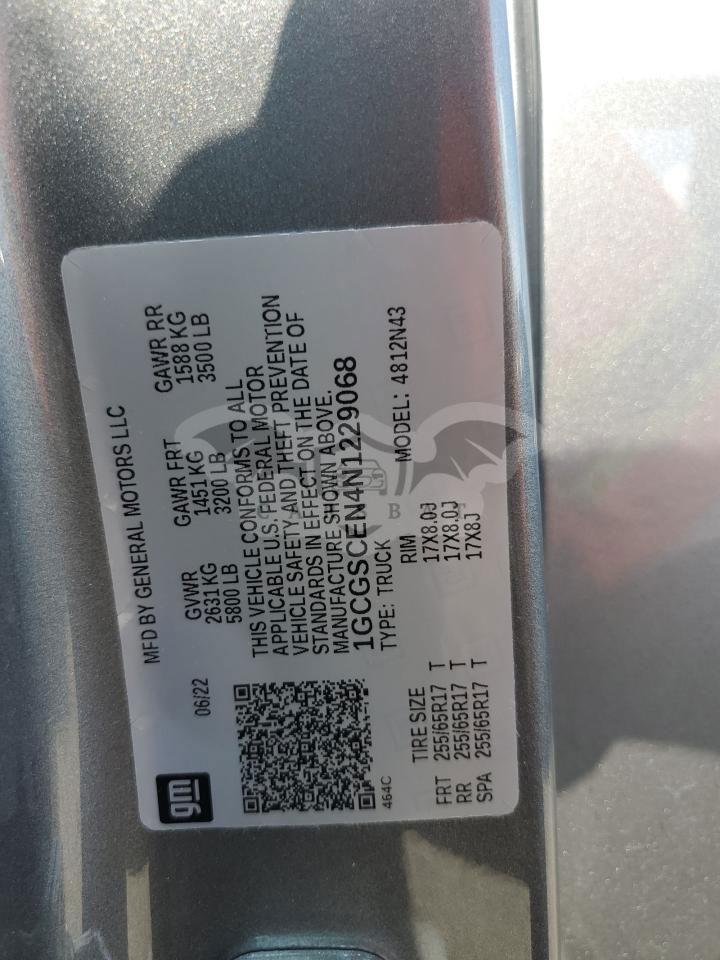 gm
MFD BY GENERAL MOTORS LLC
06/22
GVWR GAWR FRT GAWR RR
2631 KG 1451 KG 1588 KG
5800 LB 3200 LB 3500 LB
THIS VEHICLE CONFORMS TO ALL
APPLICABLE U.S. FEDERAL MOTOR
VEHICLE SAFETY AND THEFT PREVENTION
STANDARDS IN EFFECT ON THE DATE OF
MANUFACTURE SHOWN ABOVE.
1GCGSCEN4N1229068
TYPE: TRUCK MODEL: 4812N43
464C
TIRE SIZE RIM
FRT 255/65R17 T 17X8.0J
RR 255/65R17 T 17X8.0J
SPA 255/65R17 T 17X8J